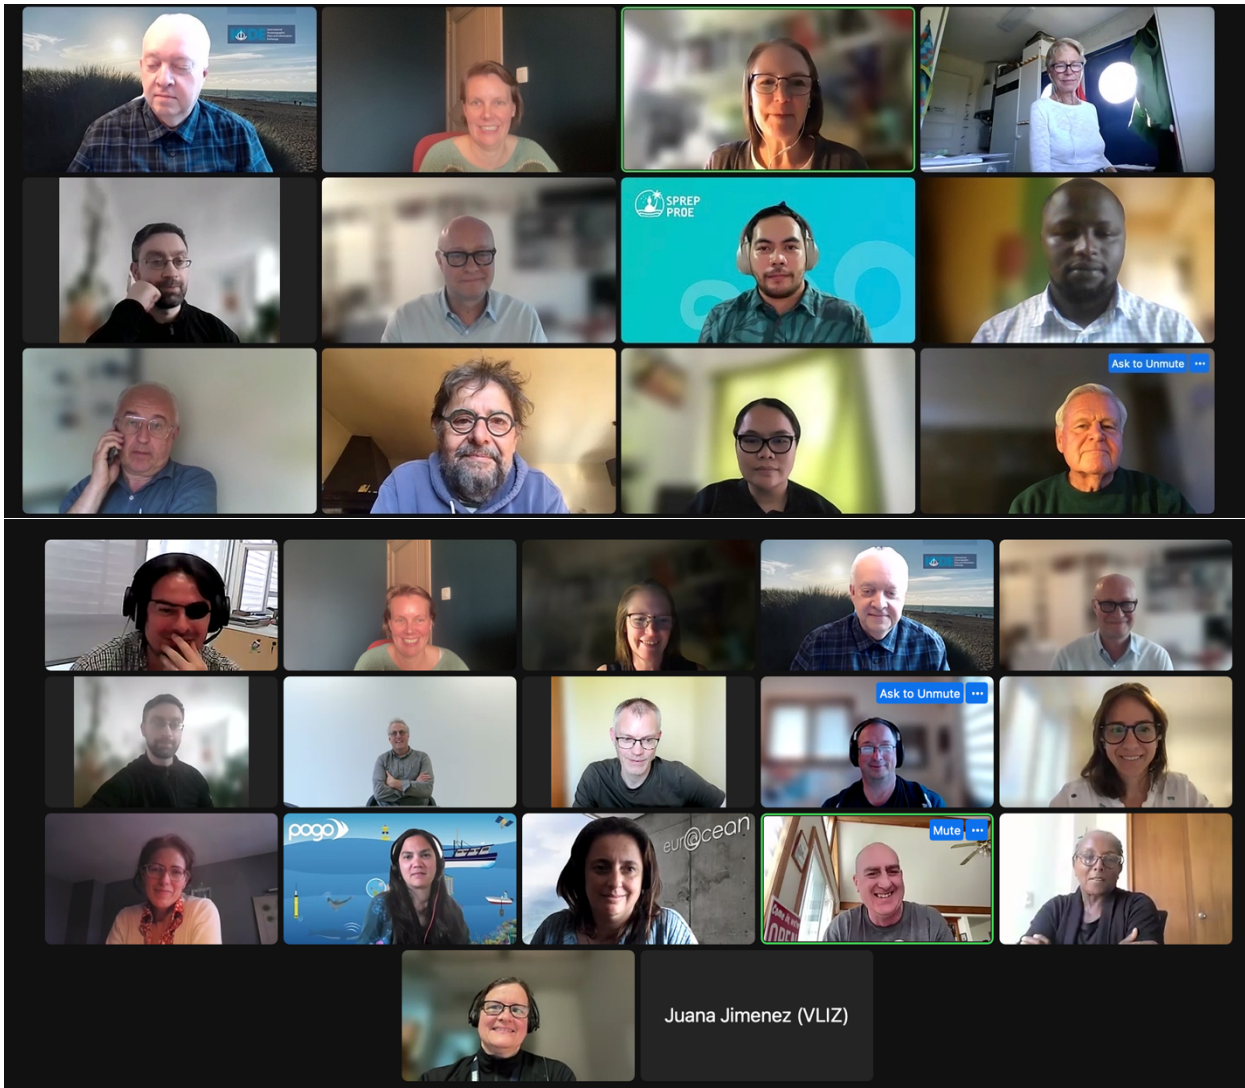 SPREP
PROE
Ask to Unmute
Ask to Unmute
pogo
eur@cean
Mute
OPEN
Juana Jimenez (VLIZ)